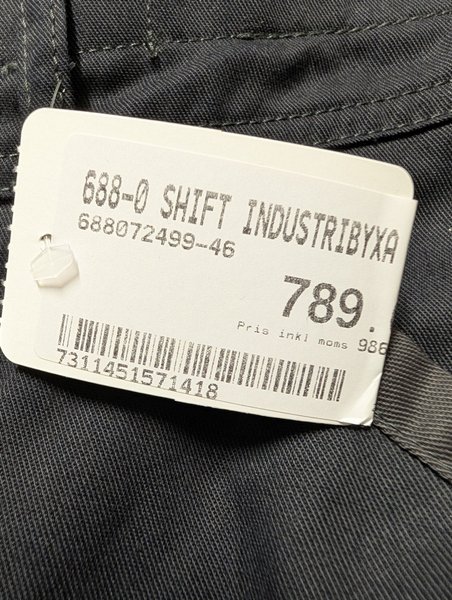 688-0 SHIFT INDUSTRIBYXA
688072499-46
789.
Pris inkl moms 986
7311451571418